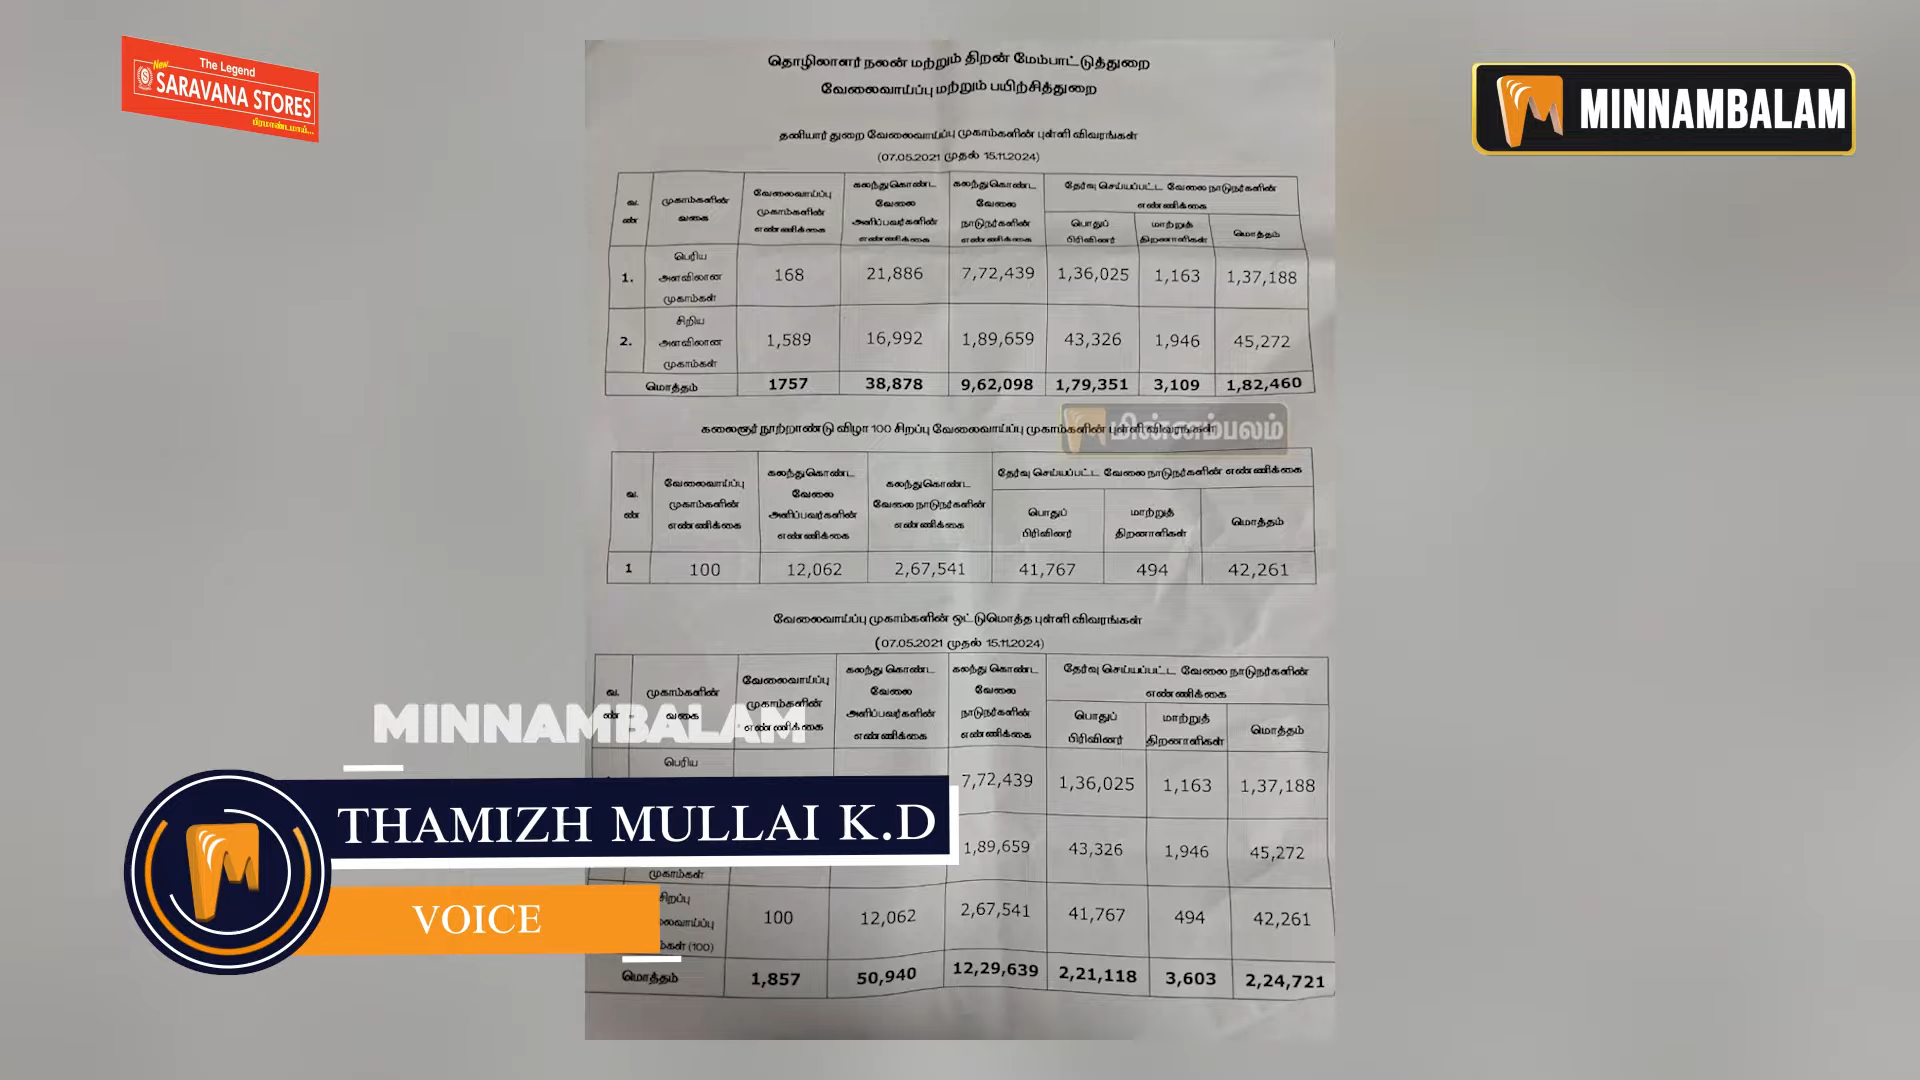 The Legend
New
SARAVANA STORES
பிரமாண்டமாய்...
MINNAMBALAM
தொழிலாளர் நலன் மற்றும் திறன் மேம்பாட்டுத்துறை
வேலைவாய்ப்பு மற்றும் பயிற்சித்துறை
தனியார் துறை வேலைவாய்ப்பு முகாம்களின் புள்ளி விவரங்கள்
(07.05.2021 முதல் 15.11.2024)
வ. ண் முகாம்களின் வகை வேலைவாய்ப்பு முகாம்களின் எண்ணிக்கை கலந்துகொண்ட வேலை அளிப்பவர்களின் எண்ணிக்கை கலந்துகொண்ட வேலை நாடுநர்களின் எண்ணிக்கை தேர்வு செய்யப்பட்ட வேலை நாடுநர்களின் எண்ணிக்கை
பொதுப் பிரிவினர் மாற்றுத் திறனாளிகள் மொத்தம்
1. பெரிய அளவிலான முகாம்கள் 168 21,886 7,72,439 1,36,025 1,163 1,37,188
2. சிறிய அளவிலான முகாம்கள் 1,589 16,992 1,89,659 43,326 1,946 45,272
மொத்தம் 1757 38,878 9,62,098 1,79,351 3,109 1,82,460
மின்னம்பலம்
கலைஞர் நூற்றாண்டு விழா 100 சிறப்பு வேலைவாய்ப்பு முகாம்களின் புள்ளி விவரங்கள்
வ. ண் வேலைவாய்ப்பு முகாம்களின் எண்ணிக்கை கலந்துகொண்ட வேலை அளிப்பவர்களின் எண்ணிக்கை கலந்துகொண்ட வேலை நாடுநர்களின் எண்ணிக்கை தேர்வு செய்யப்பட்ட வேலை நாடுநர்களின் எண்ணிக்கை
பொதுப் பிரிவினர் மாற்றுத் திறனாளிகள் மொத்தம்
1 100 12,062 2,67,541 41,767 494 42,261
வேலைவாய்ப்பு முகாம்களின் ஒட்டுமொத்த புள்ளி விவரங்கள்
(07.05.2021 முதல் 15.11.2024)
வ. ண் முகாம்களின் வகை வேலைவாய்ப்பு முகாம்களின் எண்ணிக்கை கலந்து கொண்ட வேலை அளிப்பவர்களின் எண்ணிக்கை கலந்து கொண்ட வேலை நாடுநர்களின் எண்ணிக்கை தேர்வு செய்யப்பட்ட வேலை நாடுநர்களின் எண்ணிக்கை
பொதுப் பிரிவினர் மாற்றுத் திறனாளிகள் மொத்தம்
MINNAMBALAM
பெரிய 7,72,439 1,36,025 1,163 1,37,188
THAMIZH MULLAI K.D
முகாம்கள் 1,89,659 43,326 1,946 45,272
VOICE
சிறப்பு (100) 100 12,062 2,67,541 41,767 494 42,261
மொத்தம் 1,857 50,940 12,29,639 2,21,118 3,603 2,24,721